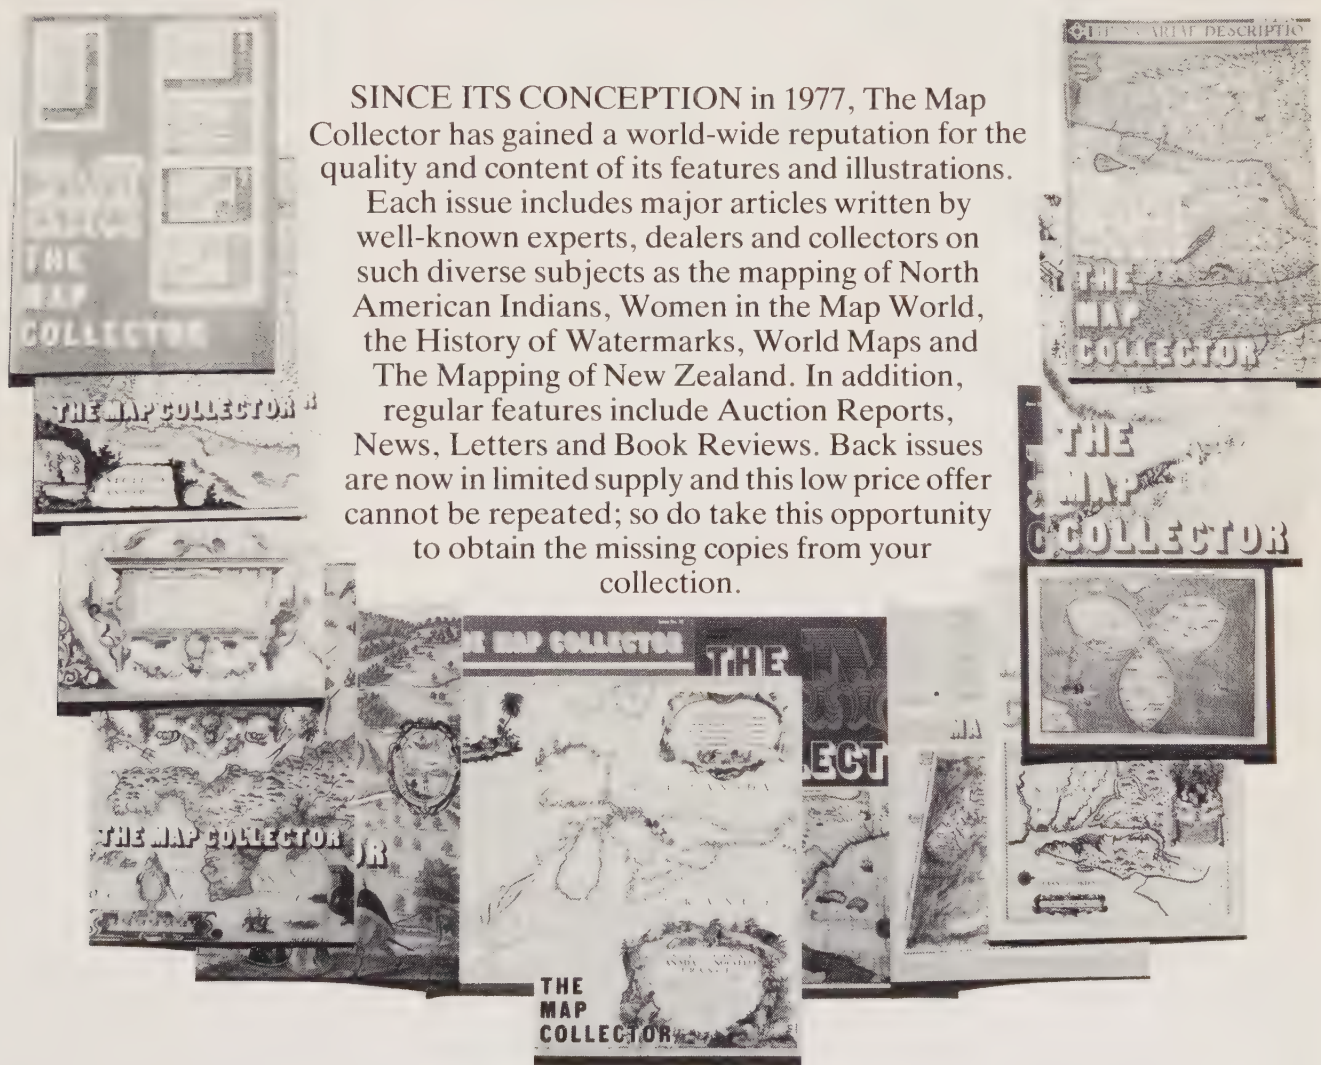 THE
MAP
COLLECTOR
THE MAP COLLECTOR
SINCE ITS CONCEPTION in 1977, The Map
Collector has gained a world-wide reputation for the
quality and content of its features and illustrations.
Each issue includes major articles written by
well-known experts, dealers and collectors on
such diverse subjects as the mapping of North
American Indians, Women in the Map World,
the History of Watermarks, World Maps and
The Mapping of New Zealand. In addition,
regular features include Auction Reports,
News, Letters and Book Reviews. Back issues
are now in limited supply and this low price offer
cannot be repeated; so do take this opportunity
to obtain the missing copies from your
collection.
DESCRIPTIO
THE
MAP
COLLECTOR
THE
MAP
COLLECTOR
MAP COLLECTOR
THE
LECT
MA
THE MAP COLLECTOR
OR
THE
MAP
COLLECTOR